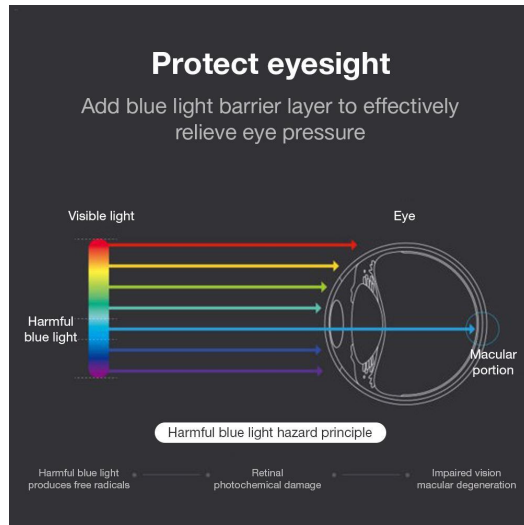 Protect eyesight
Add blue light barrier layer to effectively
relieve eye pressure
Visible light
Eye
Harmful
blue light
Macular
portion
Harmful blue light hazard principle
Harmful blue light
produces free radicals
Retinal
photochemical damage
Impaired vision
macular degeneration